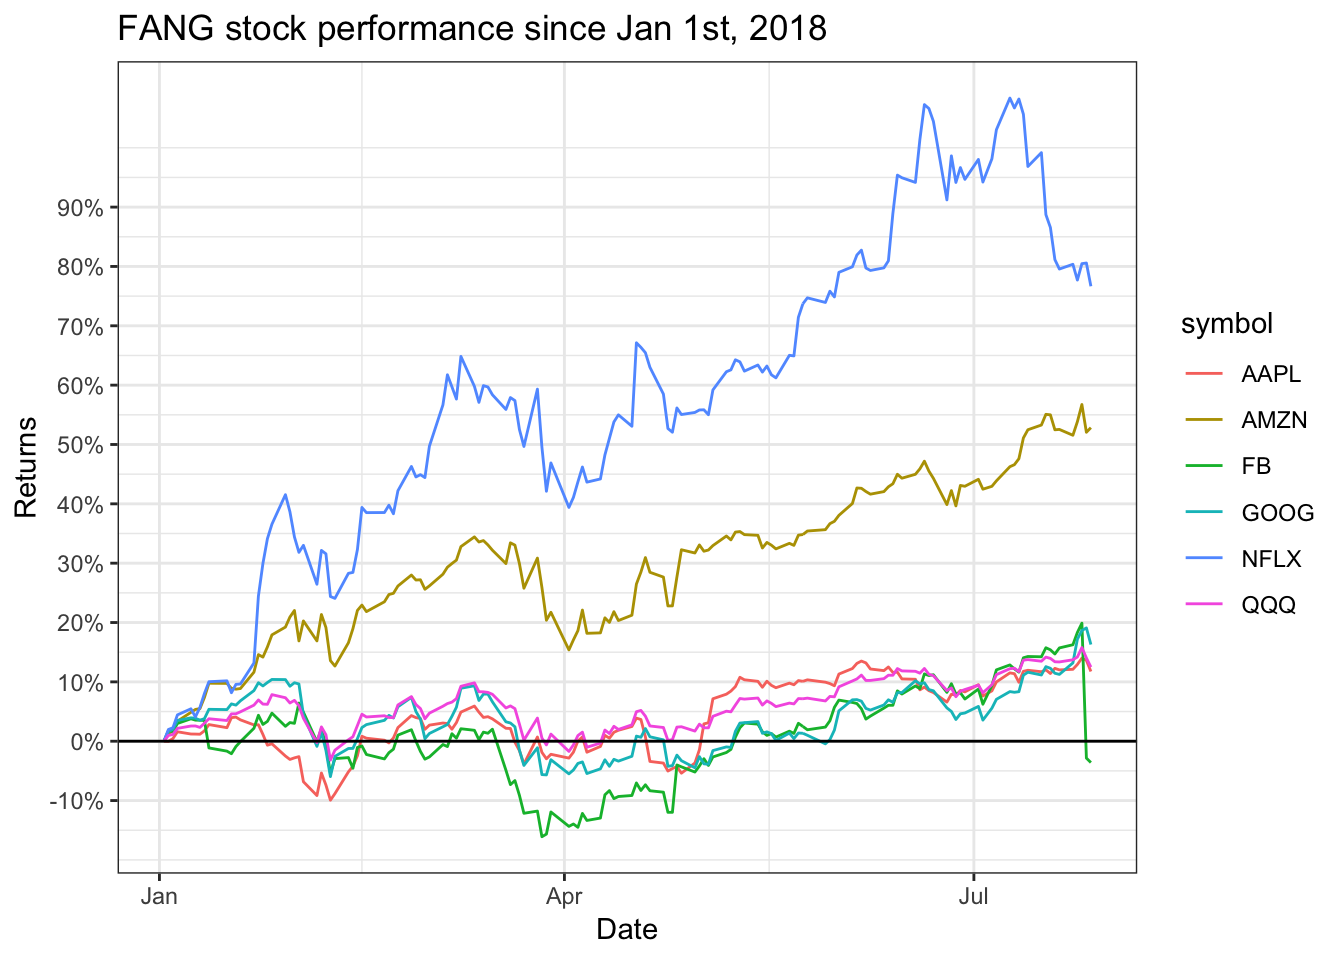 FANG stock performance since Jan 1st, 2018
Returns
90%
80%
70%
60%
50%
40%
30%
20%
10%
0%
-10%
Jan
Apr
Jul
Date
symbol
AAPL
AMZN
FB
GOOG
NFLX
QQQ